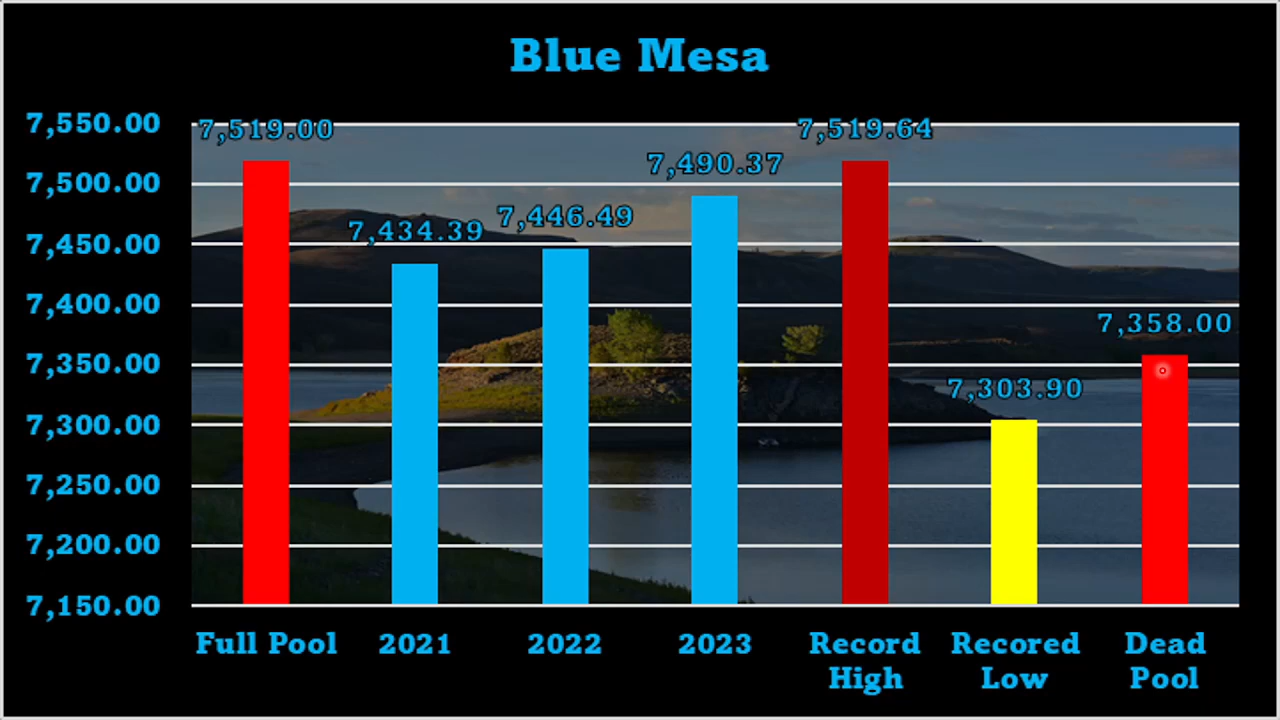 Blue Mesa
7,550.00
7,500.00
7,450.00
7,400.00
7,350.00
7,300.00
7,250.00
7,200.00
7,150.00
7,519.00
7,434.39
7,446.49
7,490.37
7,519.64
7,303.90
7,358.00
Full Pool
2021
2022
2023
Record
High
Recored
Low
Dead
Pool